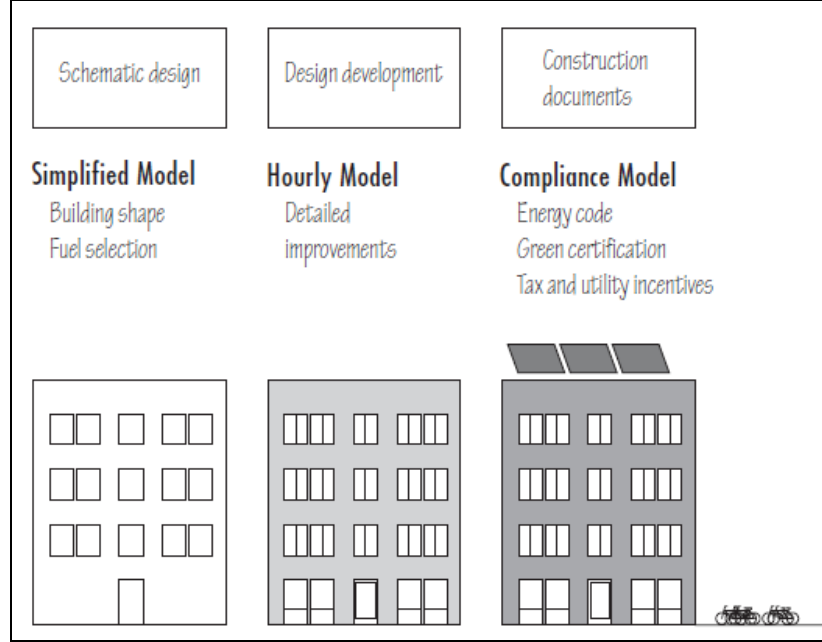 Schematic design
Design development
Construction
documents
Simplified Model
Building shape
Fuel selection
Hourly Model
Detailed
improvements
Compliance Model
Energy code
Green certification
Tax and utility incentives